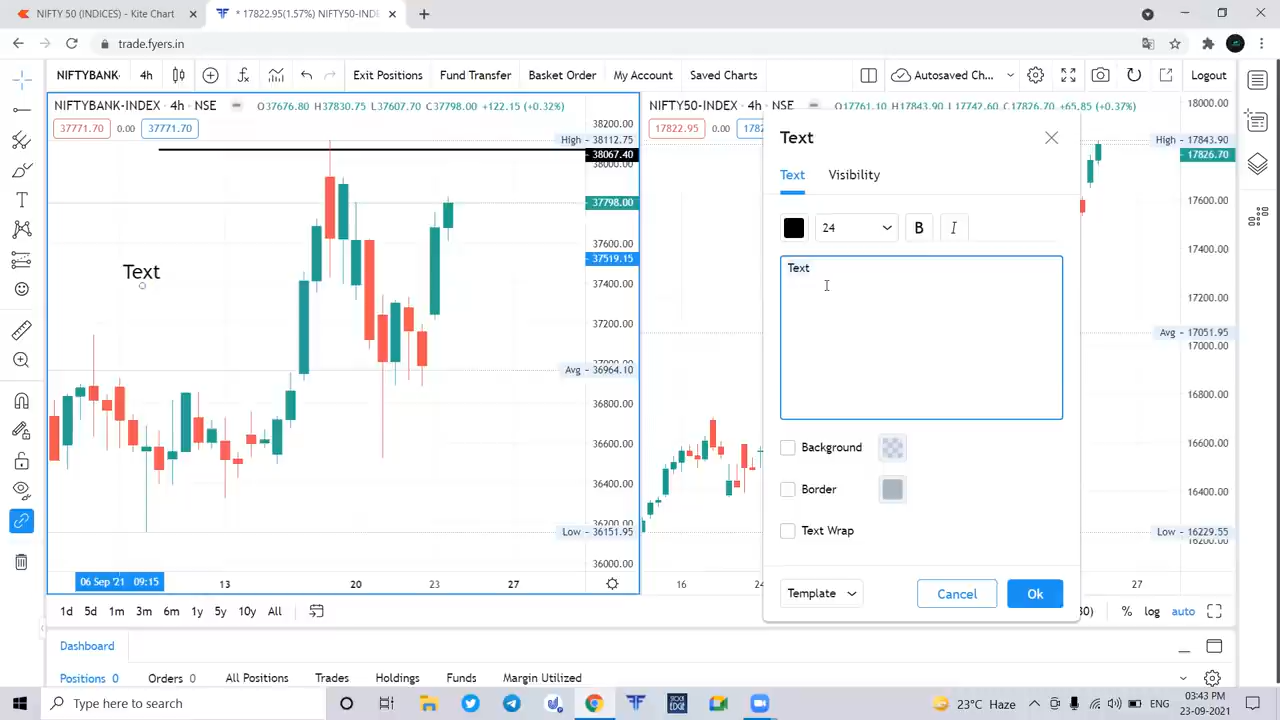 NIFTY 50 (INDICES) - Kite Chart
* 17822.95(1.57%) NIFTY50-INDE
trade.fyers.in
NIFTYBANK- 4h Exit Positions Fund Transfer Basket Order My Account Saved Charts Autosaved Ch... Logout
NIFTYBANK-INDEX • 4h • NSE O37676.80 H37830.75 L37607.70 C37798.00 +122.15 (+0.32%)
37771.70 0.00 37771.70
NIFTY50-INDEX • 4h • NSE O17761.10 H17843.90 L17742.60 C17826.70 +65.85 (+0.37%)
17822.95 0.00
38200.00
High - 38112.75
38067.40
38000.00
37798.00
37600.00
37519.15
37400.00
37200.00
Avg - 36964.10
36800.00
36600.00
36400.00
36200.00
Low - 36151.95
36000.00
Text
06 Sep '21 09:15 13 20 23 27
18000.00
High - 17843.90
17826.70
17600.00
17400.00
17200.00
Avg - 17051.95
17000.00
16800.00
16600.00
16400.00
Low - 16229.55
16200.00
16 27
Text
Text Visibility
24 B I
Text
Background
Border
Text Wrap
Template Cancel Ok
1d 5d 1m 3m 6m 1y 5y 10y All
% log auto
Dashboard
Positions 0 Orders 0 All Positions Trades Holdings Funds Margin Utilized
Type here to search
STOCK EDGE
23°C Haze ENG 03:43 PM
23-09-2021